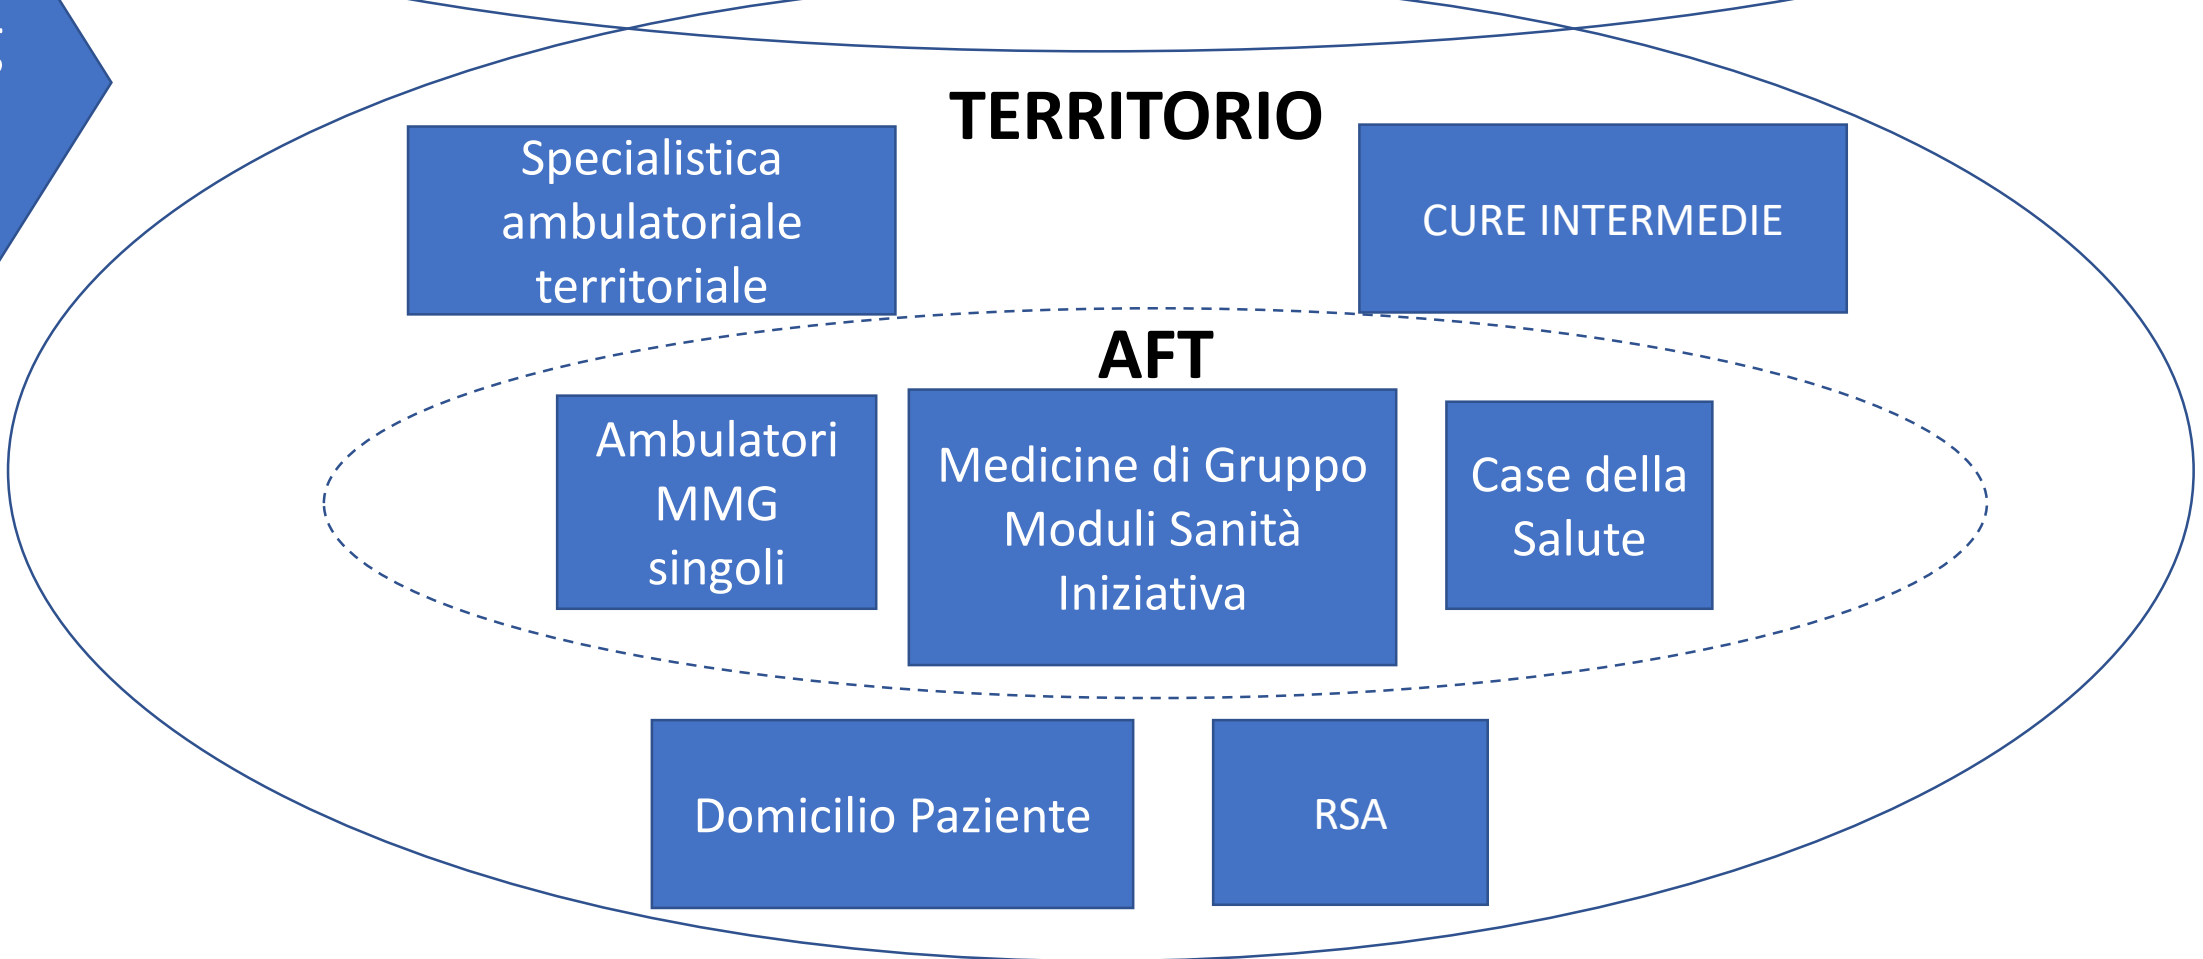 TERRITORIO
Specialistica
ambulatoriale
territoriale
CURE INTERMEDIE
AFT
Ambulatori
MMG
singoli
Medicine di Gruppo
Moduli Sanità
Iniziativa
Case della
Salute
Domicilio Paziente
RSA